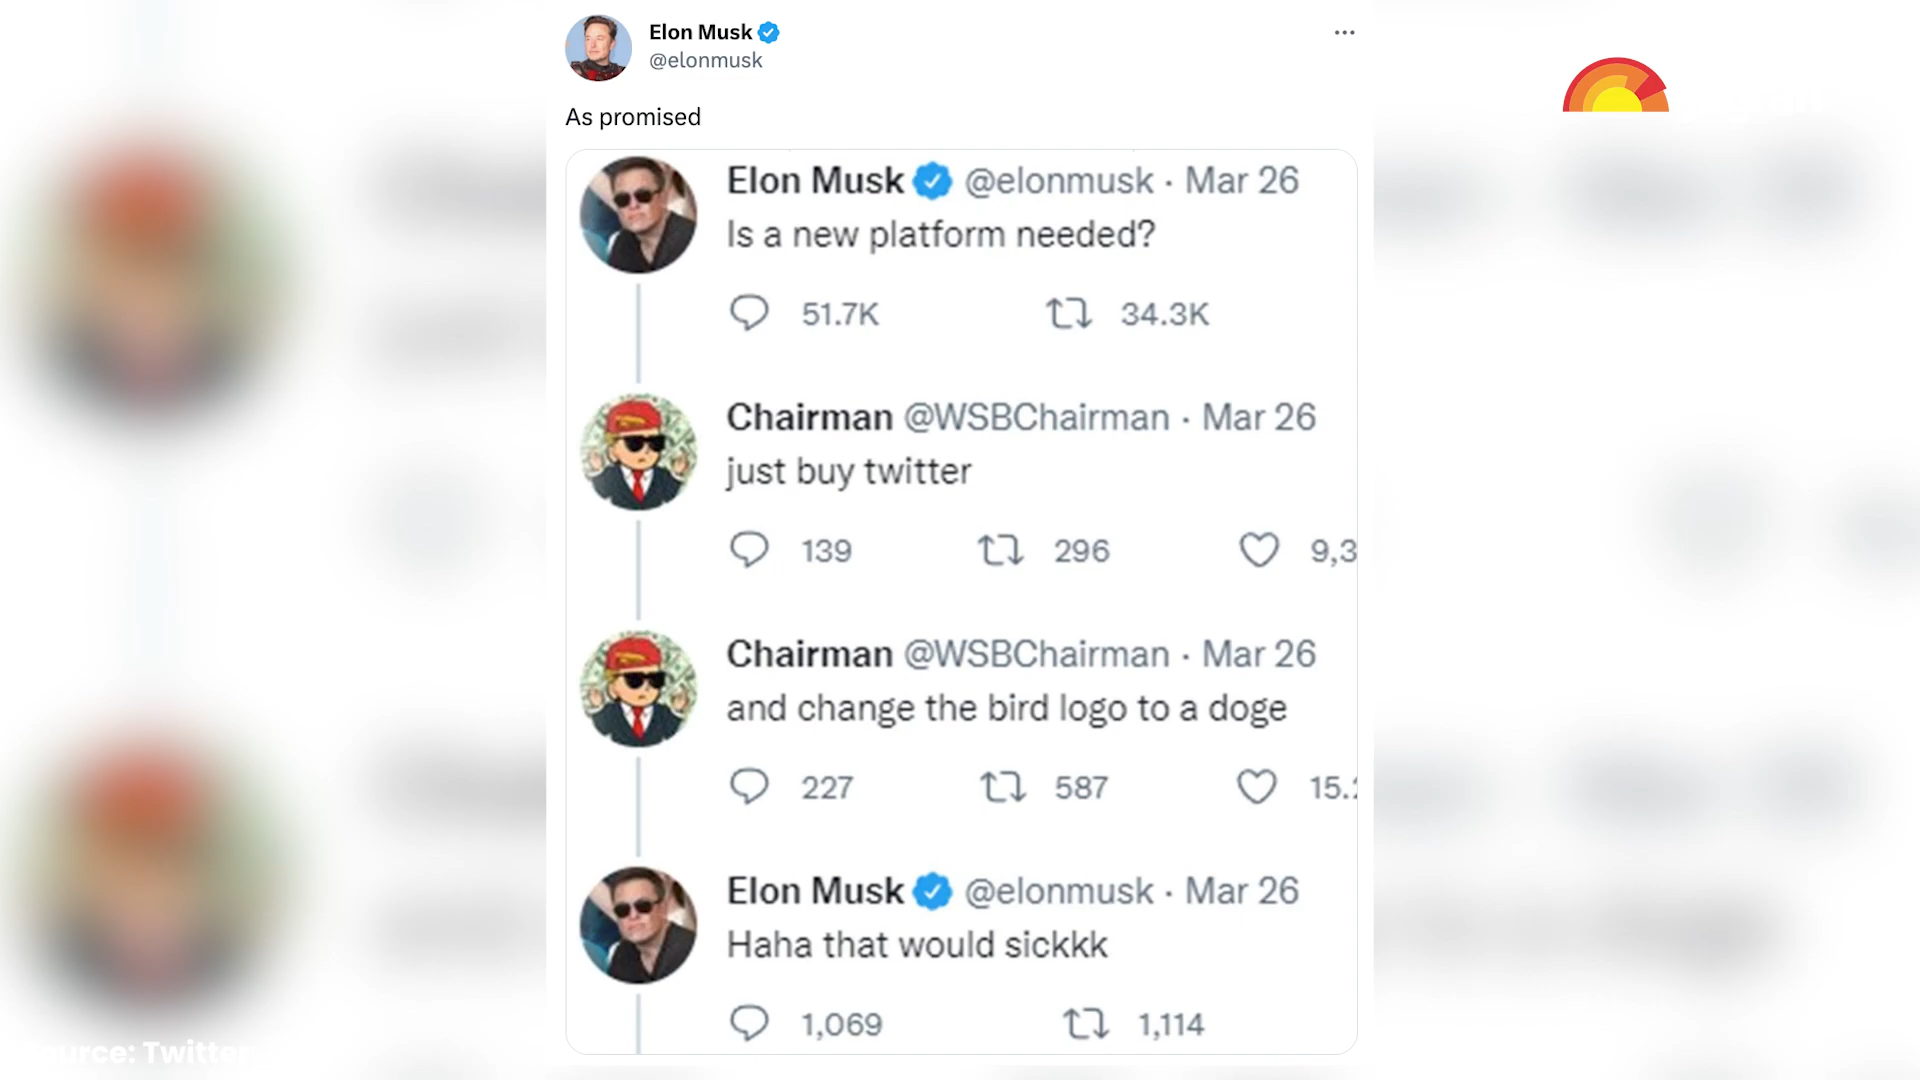 Elon Musk
@elonmusk
As promised
Elon Musk @elonmusk · Mar 26
Is a new platform needed?
51.7K 34.3K
Chairman @WSBChairman · Mar 26
just buy twitter
139 296 9,3
Chairman @WSBChairman · Mar 26
and change the bird logo to a doge
227 587 15.
Elon Musk @elonmusk · Mar 26
Haha that would sickkk
1,069 1,114
Twitter